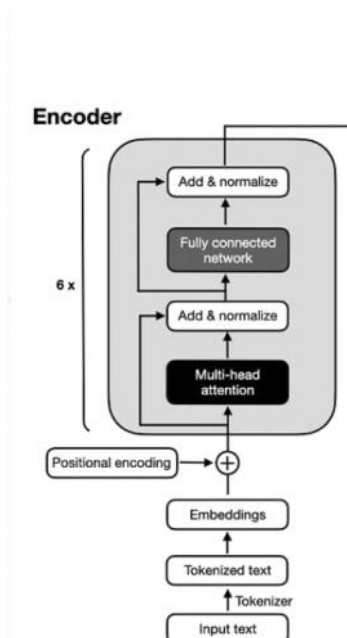 Encoder
Add & normalize
Fully connected
network
6 x
Add & normalize
Multi-head
attention
Positional encoding
+
Embeddings
Tokenized text
Tokenizer
Input text